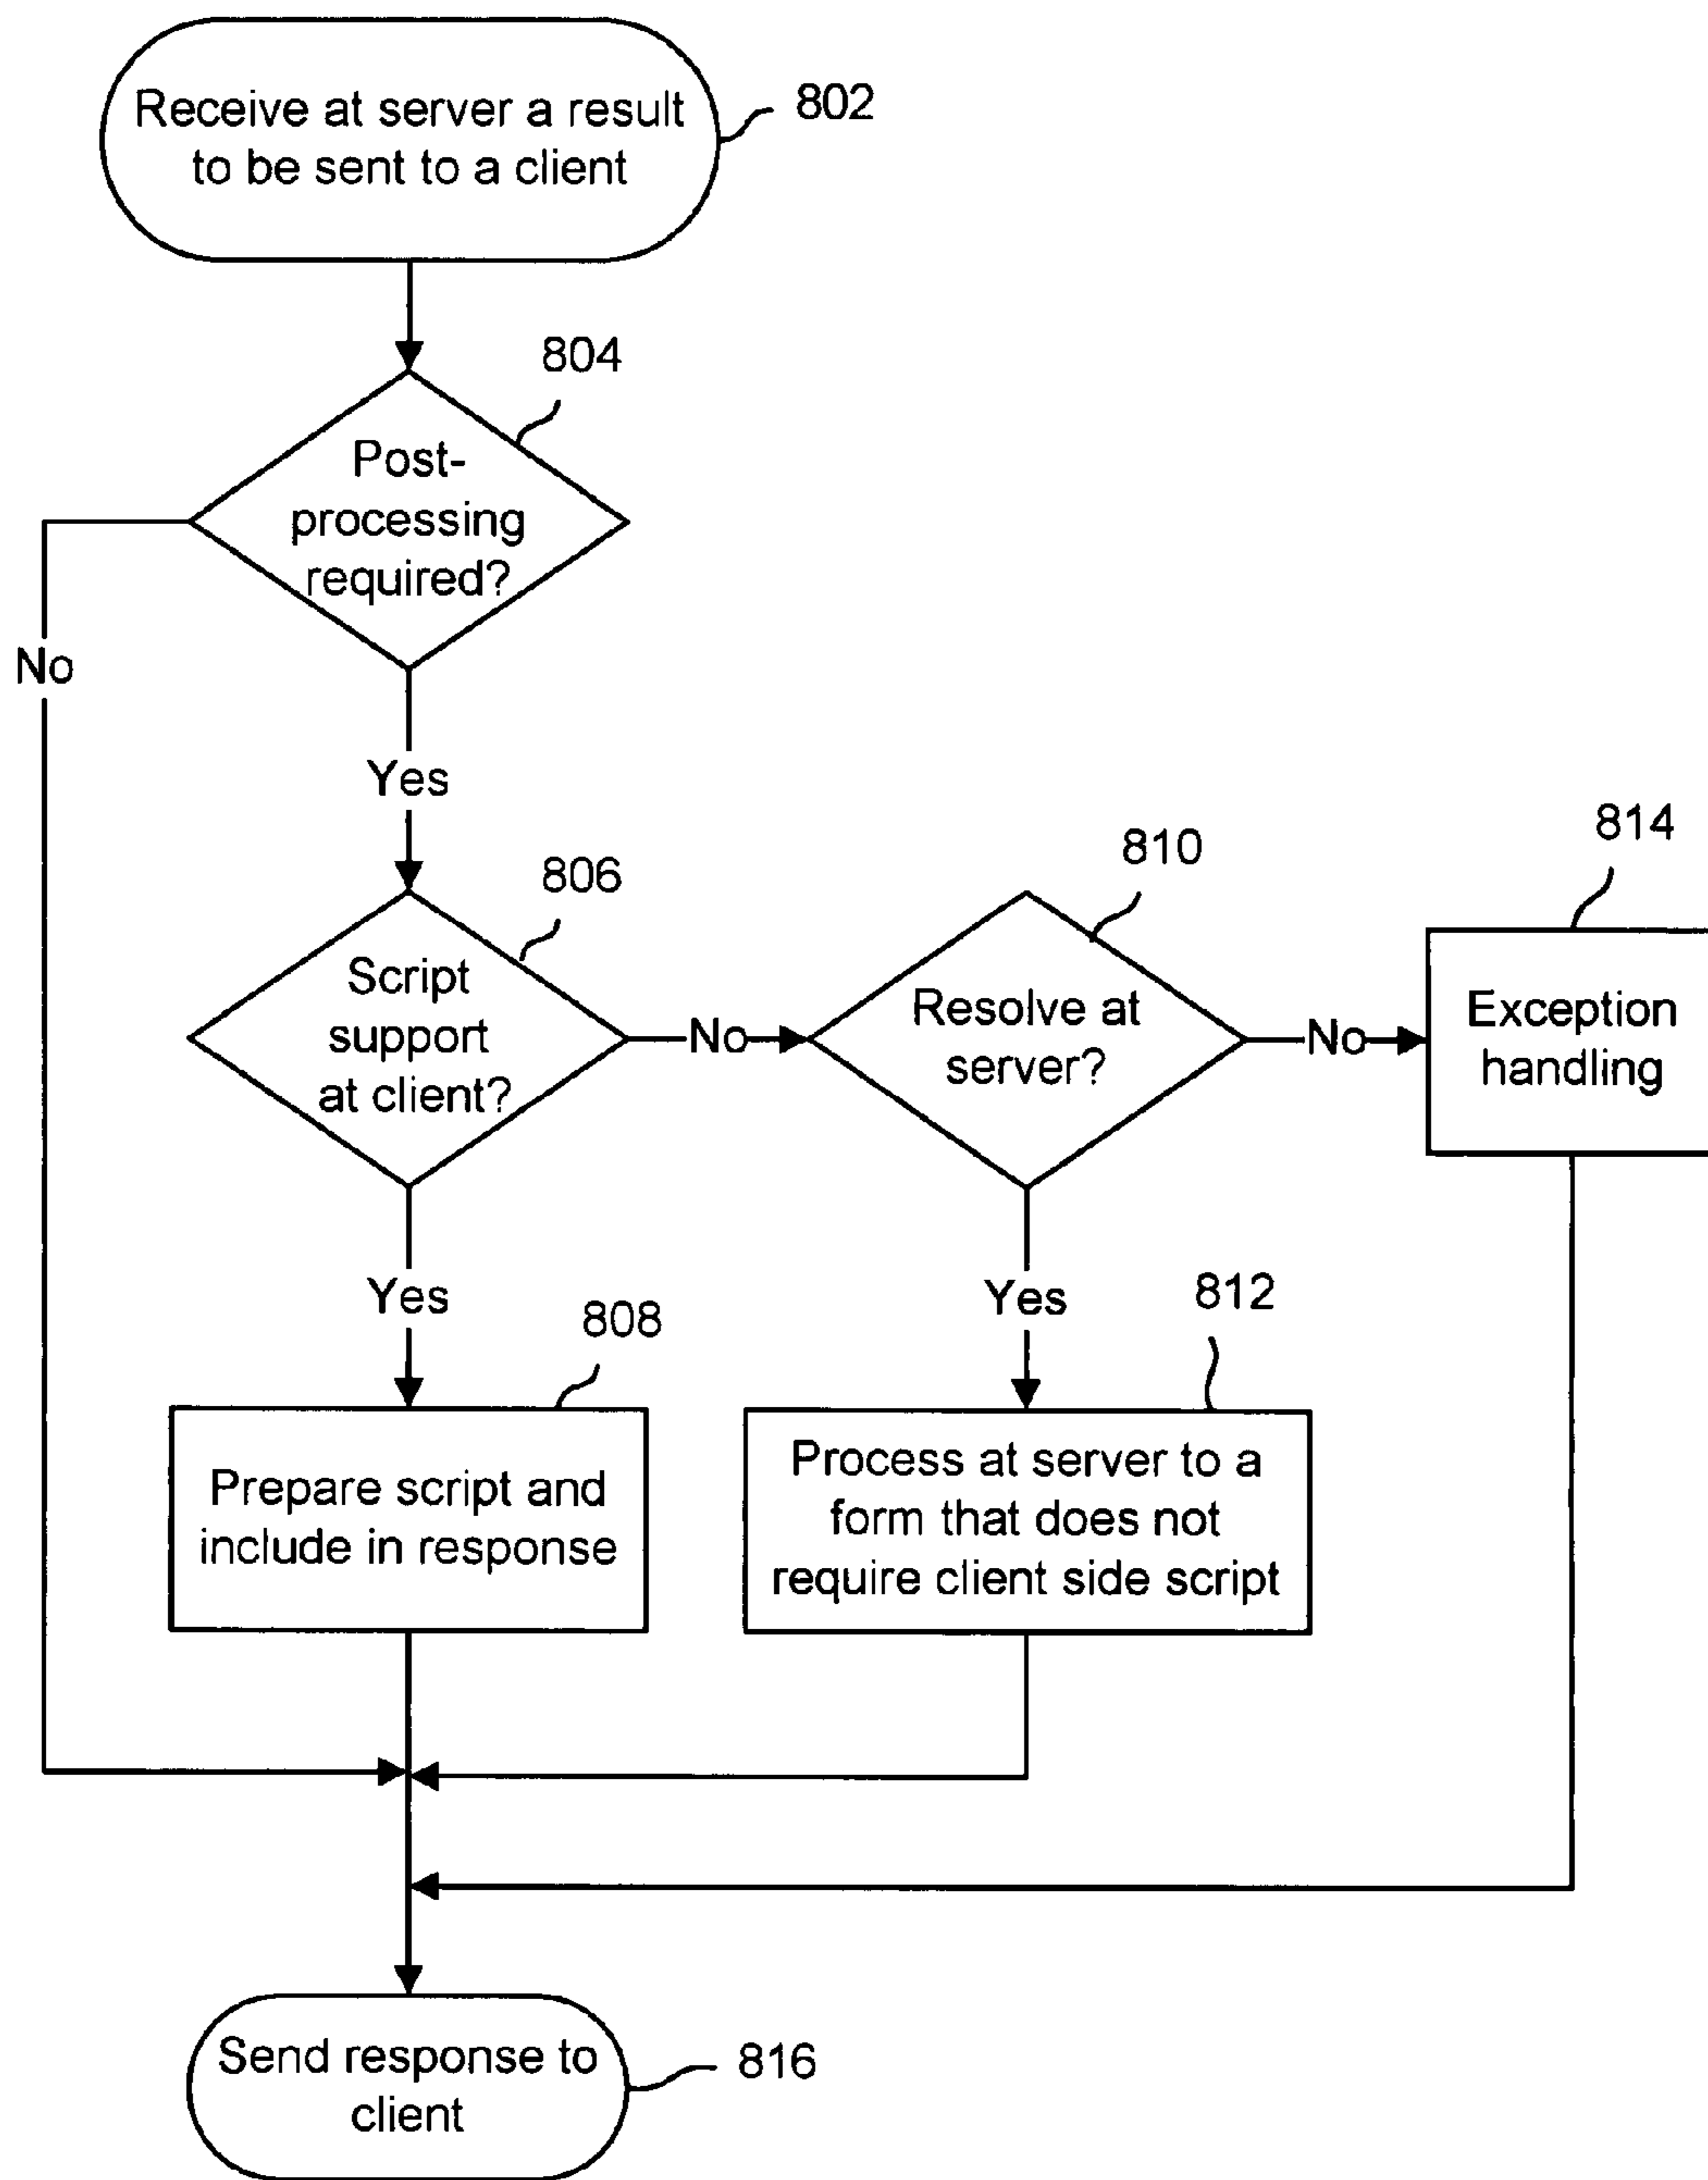 Receive at server a result
to be sent to a client
802
804
Post-
processing
required?
No
Yes
806
Script
support
at client?
No
810
Resolve at
server?
No
814
Exception
handling
Yes
Yes
808
812
Prepare script and
include in response
Process at server to a
form that does not
require client side script
Send response to
client
816